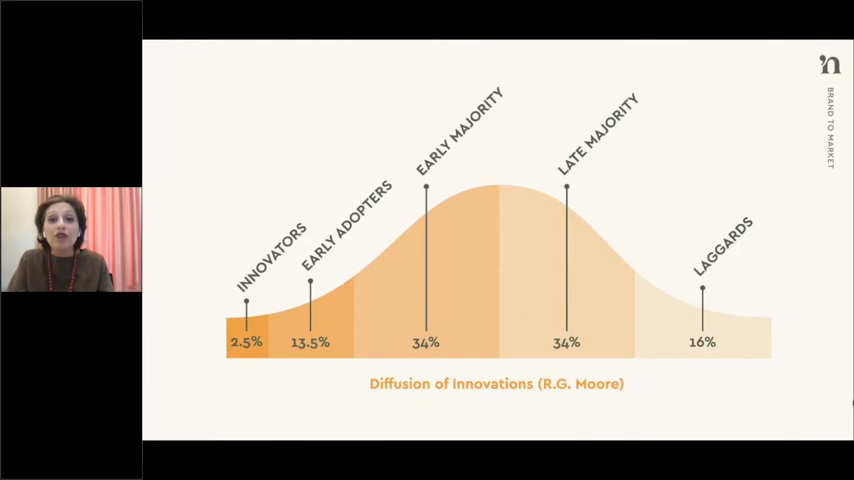 'n
BRAND TO MARKET
INNOVATORS
EARLY ADOPTERS
EARLY MAJORITY
LATE MAJORITY
LAGGARDS
2.5%
13.5%
34%
34%
16%
Diffusion of Innovations (R.G. Moore)